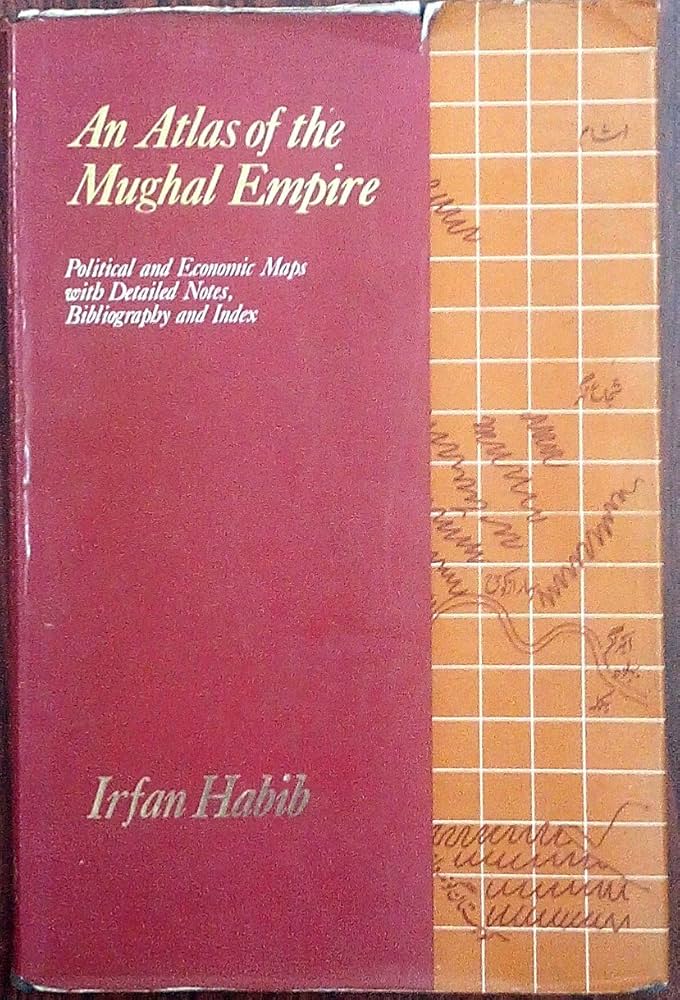 An Atlas of the
Mughal Empire
Political and Economic Maps
with Detailed Notes,
Bibliography and Index
Irfan Habib